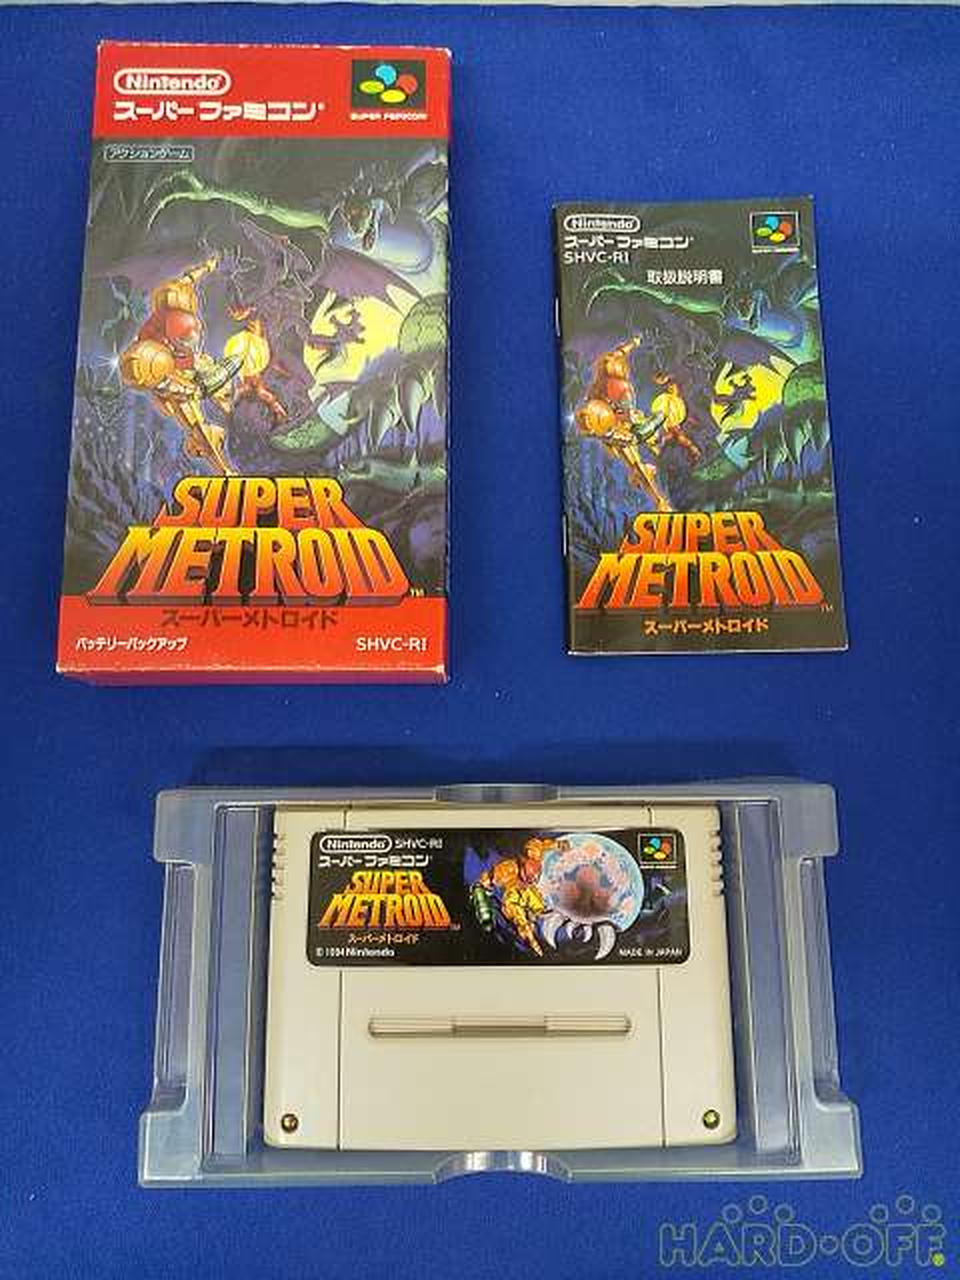 Nintendo
スーパーファミコン
SUPER FAMICOM
アクションゲーム
SUPER
METROID
TM
スーパーメトロイド
バッテリーバックアップ
SHVC-RI
Nintendo
スーパーファミコン
SHVC-RI
取扱説明書
SUPER
METROID
TM
スーパーメトロイド
Nintendo SHVC-RI
スーパーファミコン
SUPER
METROID
TM
スーパーメトロイド
© 1994 Nintendo
MADE IN JAPAN
HARD・OFF